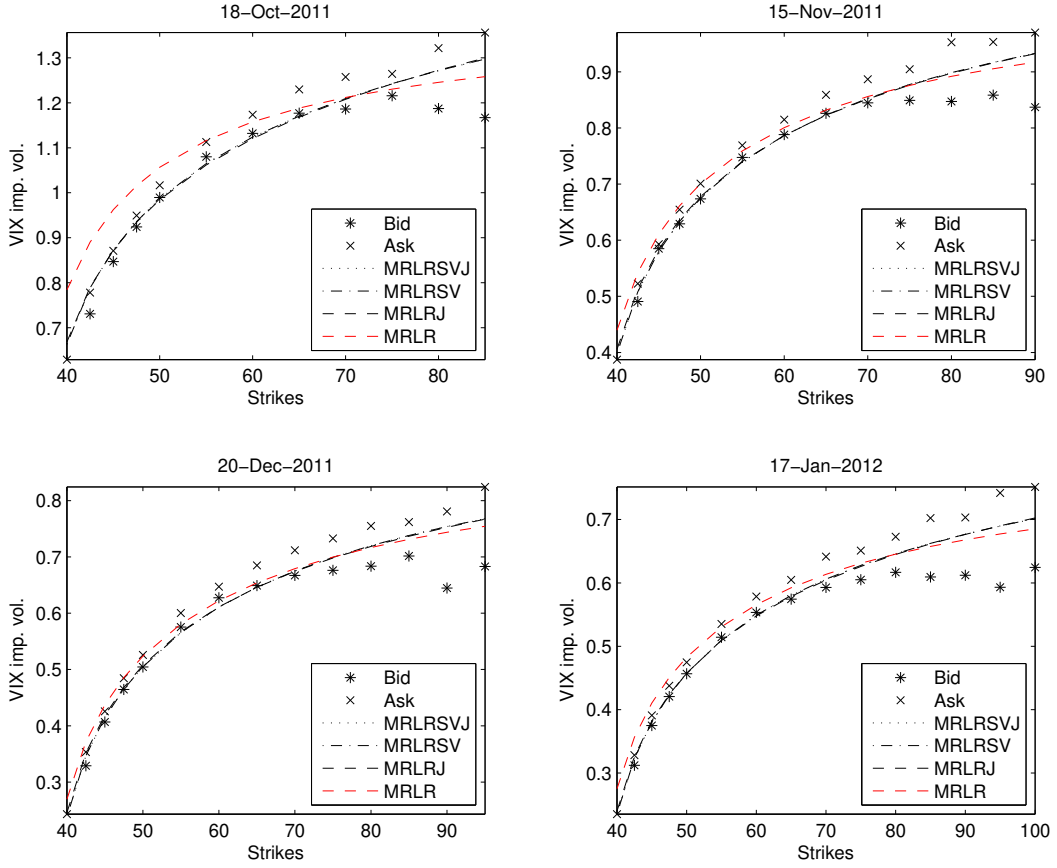 18-Oct-2011
VIX imp. vol.
1.3
1.2
1.1
1
0.9
0.8
0.7
40
50
60
70
80
Strikes
Bid
Ask
MRLRSVJ
MRLRSV
MRLRJ
MRLR
15-Nov-2011
VIX imp. vol.
0.9
0.8
0.7
0.6
0.5
0.4
40
50
60
70
80
90
Strikes
Bid
Ask
MRLRSVJ
MRLRSV
MRLRJ
MRLR
20-Dec-2011
VIX imp. vol.
0.8
0.7
0.6
0.5
0.4
0.3
40
50
60
70
80
90
Strikes
Bid
Ask
MRLRSVJ
MRLRSV
MRLRJ
MRLR
17-Jan-2012
VIX imp. vol.
0.7
0.6
0.5
0.4
0.3
40
50
60
70
80
90
100
Strikes
Bid
Ask
MRLRSVJ
MRLRSV
MRLRJ
MRLR